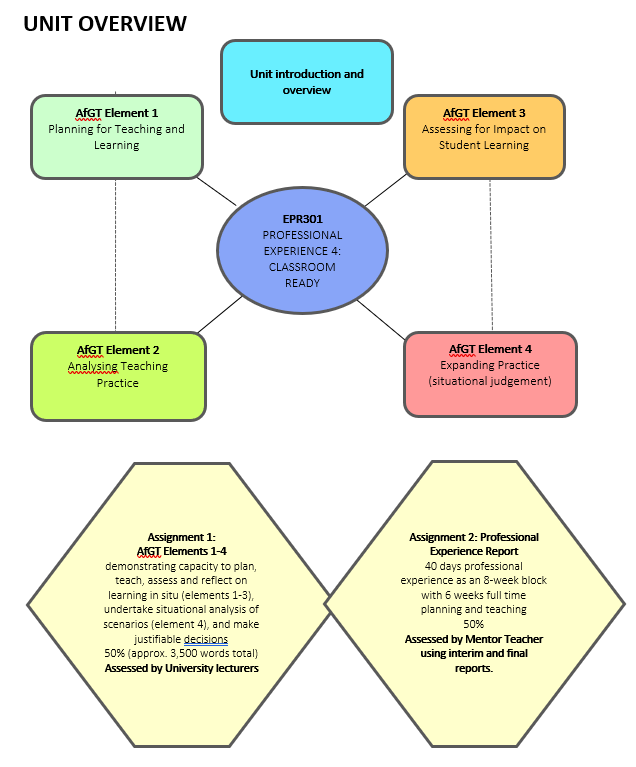 UNIT OVERVIEW
Unit introduction and
overview
AfGT Element 1
Planning for Teaching and
Learning
AfGT Element 3
Assessing for Impact on
Student Learning
EPR301
PROFESSIONAL
EXPERIENCE 4:
CLASSROOM
READY
AfGT Element 2
Analysing Teaching
Practice
AfGT Element 4
Expanding Practice
(situational judgement)
Assignment 1:
AfGT Elements 1-4
demonstrating capacity to plan,
teach, assess and reflect on
learning in situ (elements 1-3),
undertake situational analysis of
scenarios (element 4), and make
justifiable decisions
50% (approx. 3,500 words total)
Assessed by University lecturers
Assignment 2: Professional
Experience Report
40 days professional
experience as an 8-week block
with 6 weeks full time
planning and teaching
50%
Assessed by Mentor Teacher
using interim and final
reports.